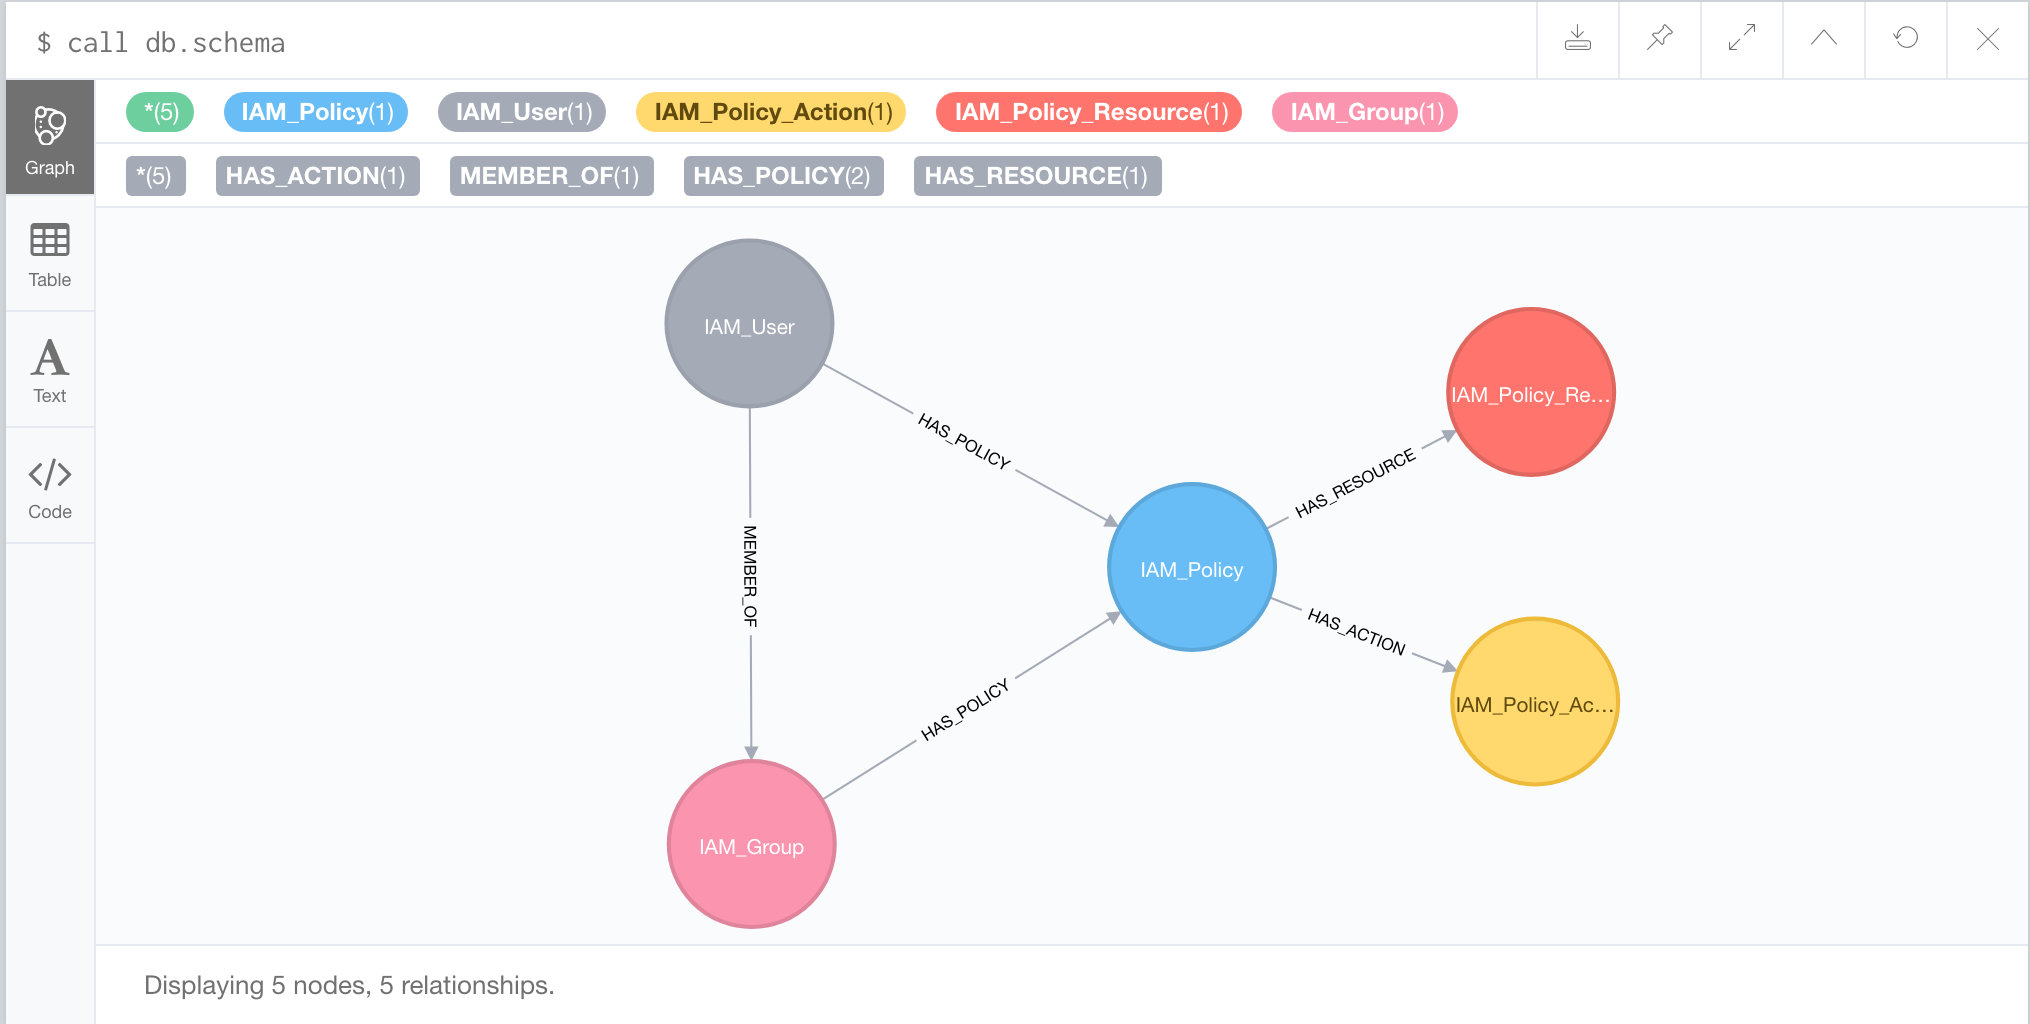 $ call db.schema
Graph
Table
Text
Code
*(5) IAM_Policy(1) IAM_User(1) IAM_Policy_Action(1) IAM_Policy_Resource(1) IAM_Group(1)
*(5) HAS_ACTION(1) MEMBER_OF(1) HAS_POLICY(2) HAS_RESOURCE(1)
IAM_User
IAM_Policy_Re...
HAS_POLICY
HAS_RESOURCE
MEMBER_OF
IAM_Policy
HAS_ACTION
HAS_POLICY
IAM_Policy_Ac...
IAM_Group
Displaying 5 nodes, 5 relationships.